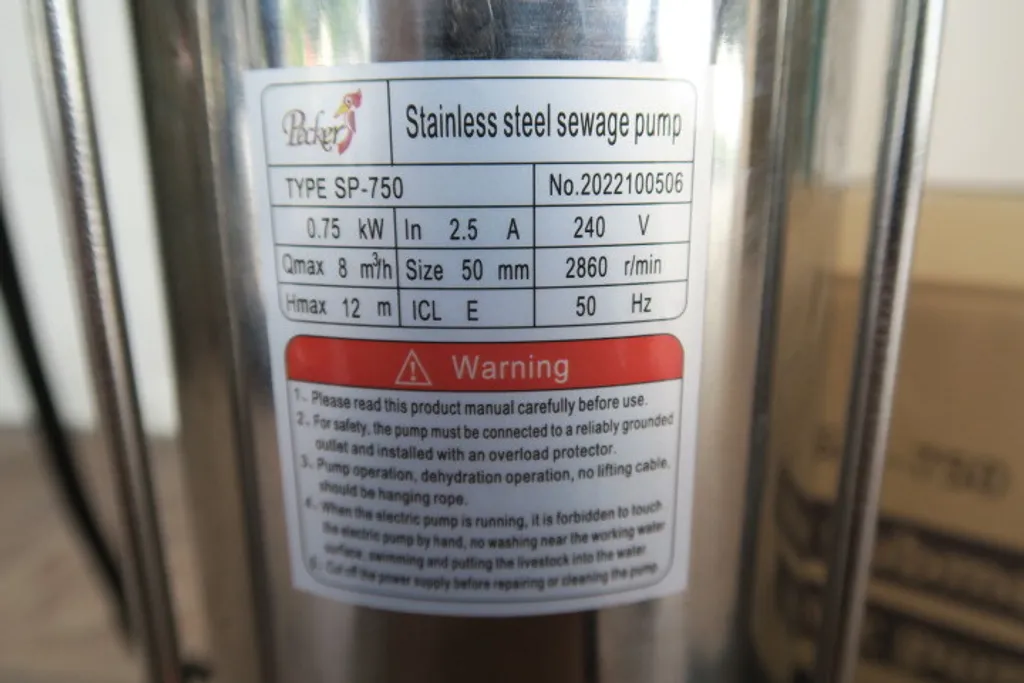 Pecker
Stainless steel sewage pump
TYPE SP-750
No.2022100506
0.75 kW
In 2.5 A
240 V
Qmax 8 m³/h
Size 50 mm
2860 r/min
Hmax 12 m
ICL E
50 Hz
Warning
1、Please read this product manual carefully before use.
2、For safety, the pump must be connected to a reliably grounded
outlet and installed with an overload protector.
3、Pump operation, dehydration operation, no lifting cable,
should be hanging rope.
4、When the electric pump is running, it is forbidden to touch
the electric pump by hand, no washing near the working water
surface, swimming and putting the livestock into the water.
5、Cut off the power supply before repairing or cleaning the pump.